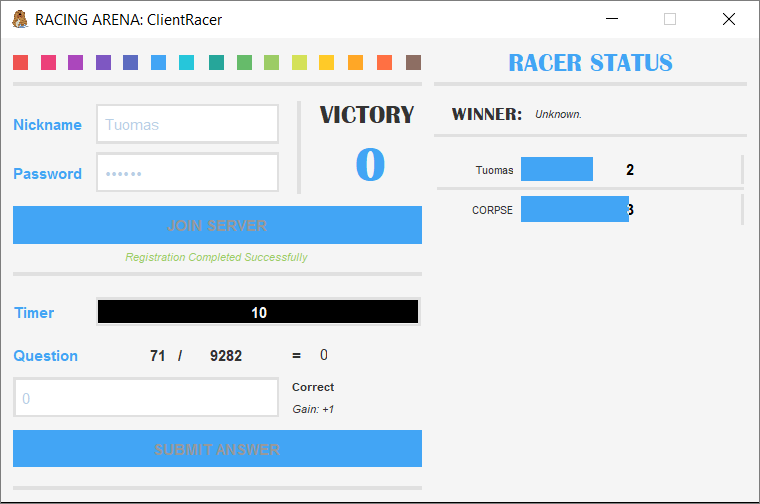 RACING ARENA: ClientRacer
Nickname
Tuomas
Password
••••••
VICTORY
0
JOIN SERVER
Registration Completed Successfully
Timer
10
Question
71 / 9282 = 0
0
Correct
Gain: +1
SUBMIT ANSWER
RACER STATUS
WINNER: Unknown.
Tuomas 2
CORPSE 3